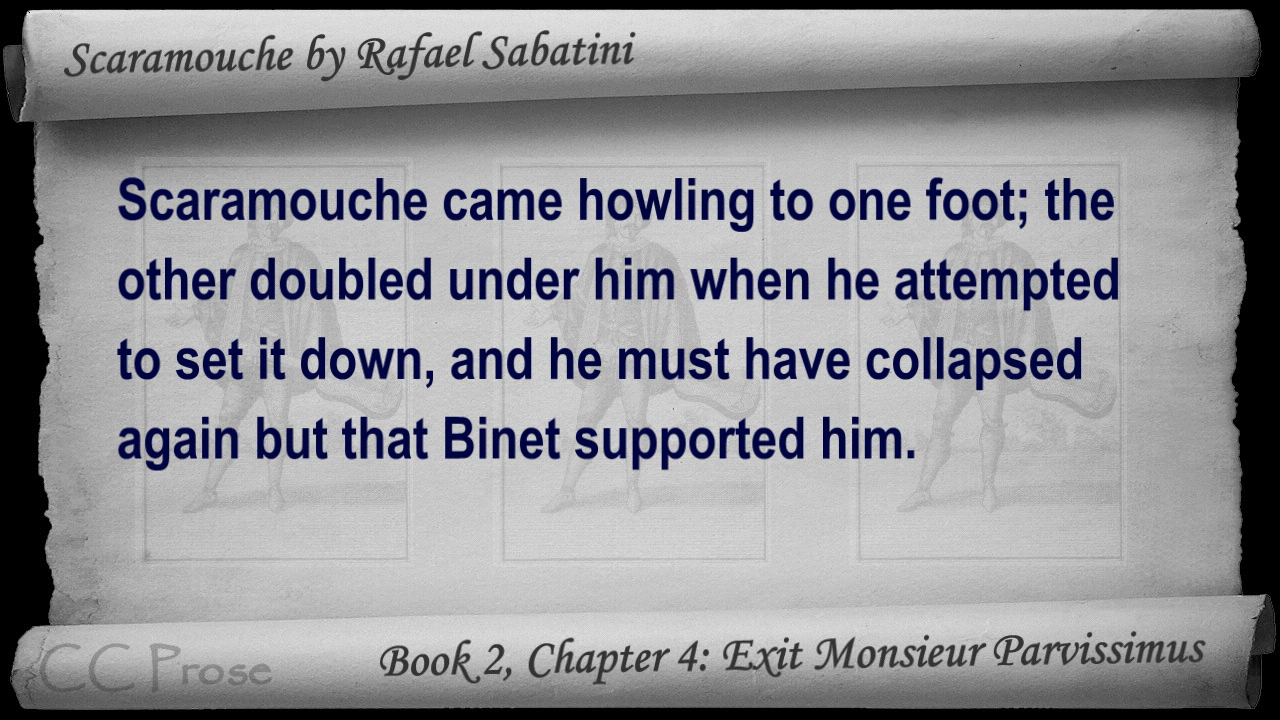 Scaramouche by Rafael Sabatini
Scaramouche came howling to one foot; the
other doubled under him when he attempted
to set it down, and he must have collapsed
again but that Binet supported him.
CC Prose
Book 2, Chapter 4: Exit Monsieur Parvissimus